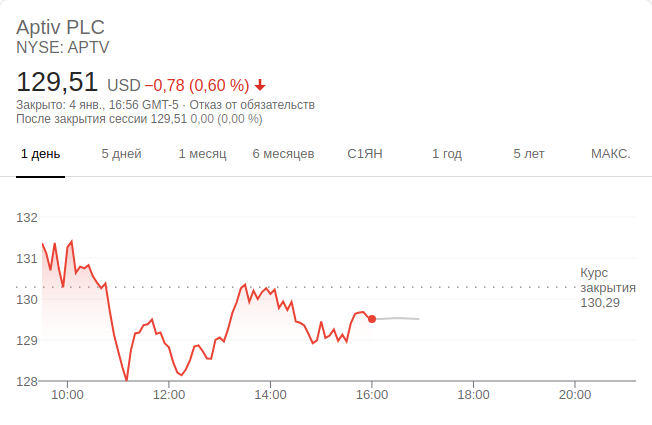 Aptiv PLC
NYSE: APTV
129,51 USD −0,78 (0,60 %)
Закрыто: 4 янв., 16:56 GMT-5 · Отказ от обязательств
После закрытия сессии 129,51 0,00 (0,00 %)
1 день 5 дней 1 месяц 6 месяцев С1ЯН 1 год 5 лет МАКС.
132
131
Курс
закрытия
130,29
130
129
128
10:00 12:00 14:00 16:00 18:00 20:00